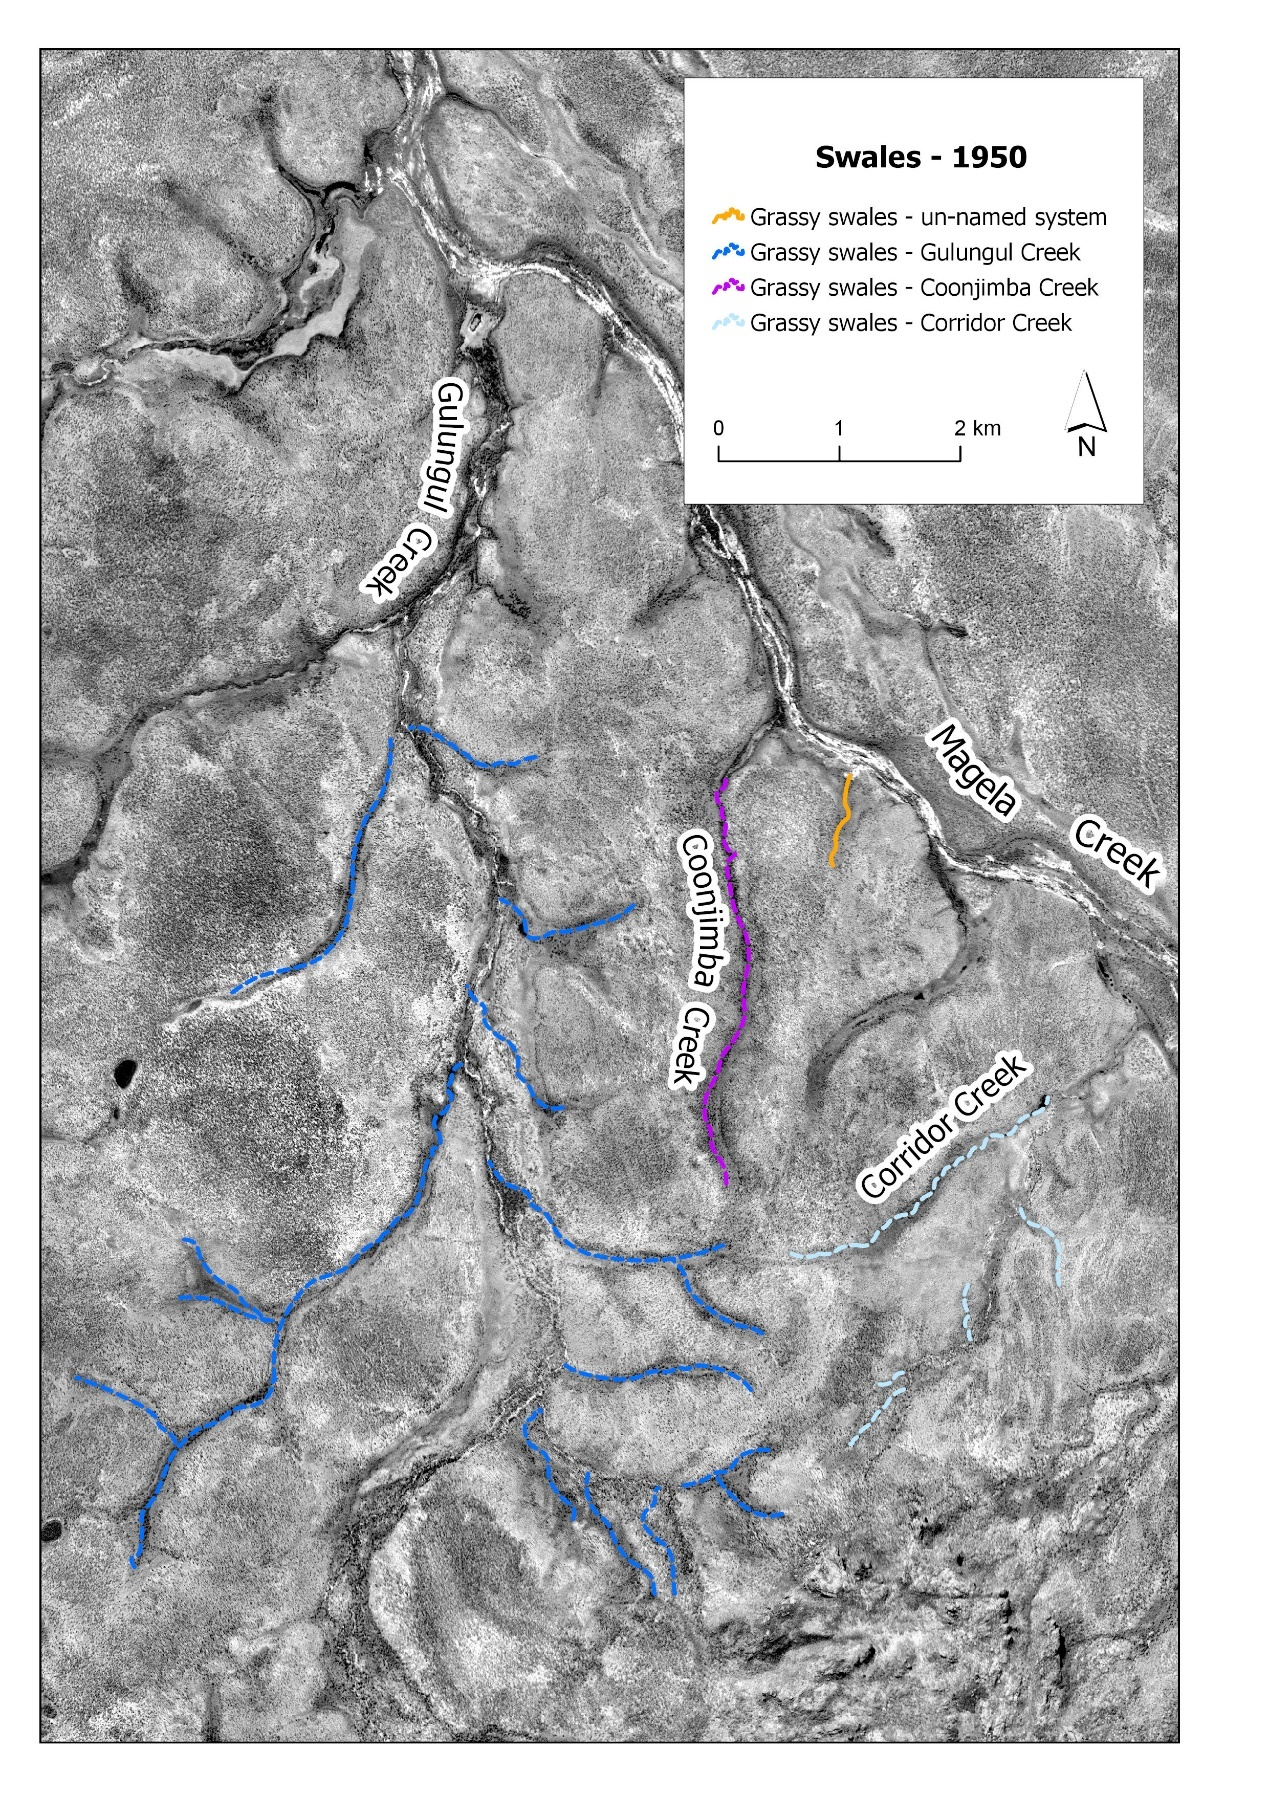 Swales - 1950
Grassy swales - un-named system
Grassy swales - Gulungul Creek
Grassy swales - Coonjimba Creek
Grassy swales - Corridor Creek
0 1 2 km
N
Gulungul Creek
Magela Creek
Coonjimba Creek
Corridor Creek